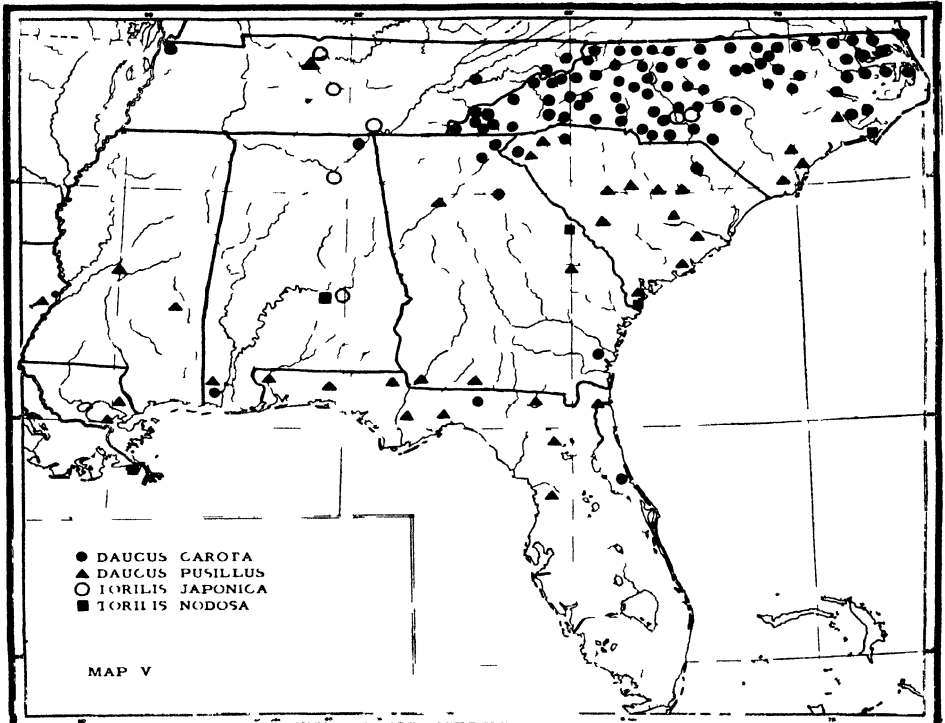 DAUCUS CAROTA
DAUCUS PUSILLUS
TORILIS JAPONICA
TORILIS NODOSA
MAP V